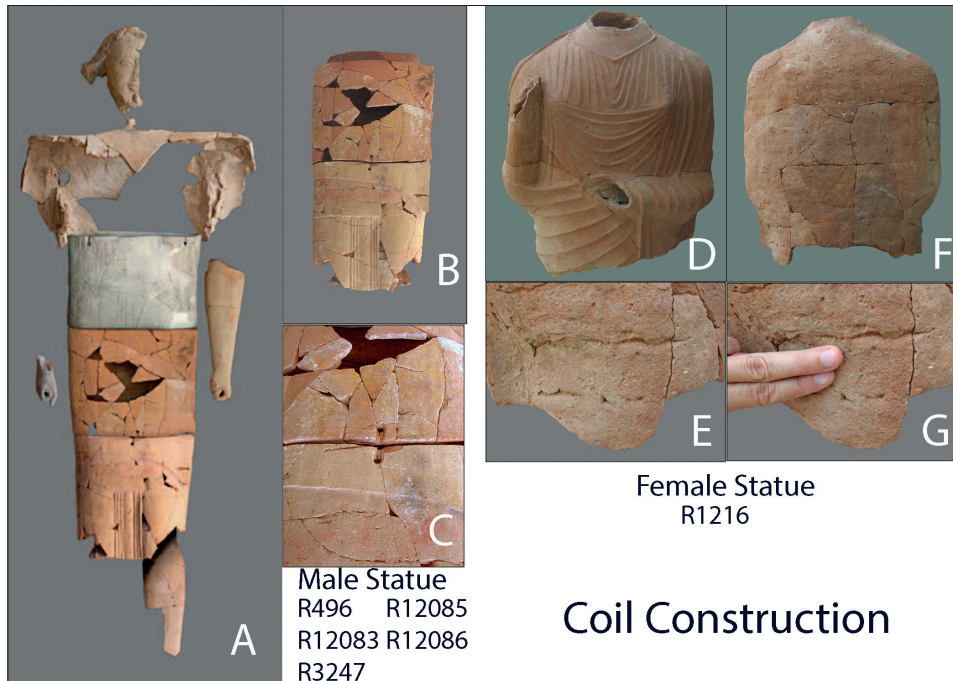 A
B
C
D
F
E
G
Male Statue
R496 R12085
R12083 R12086
R3247
Female Statue
R1216
Coil Construction